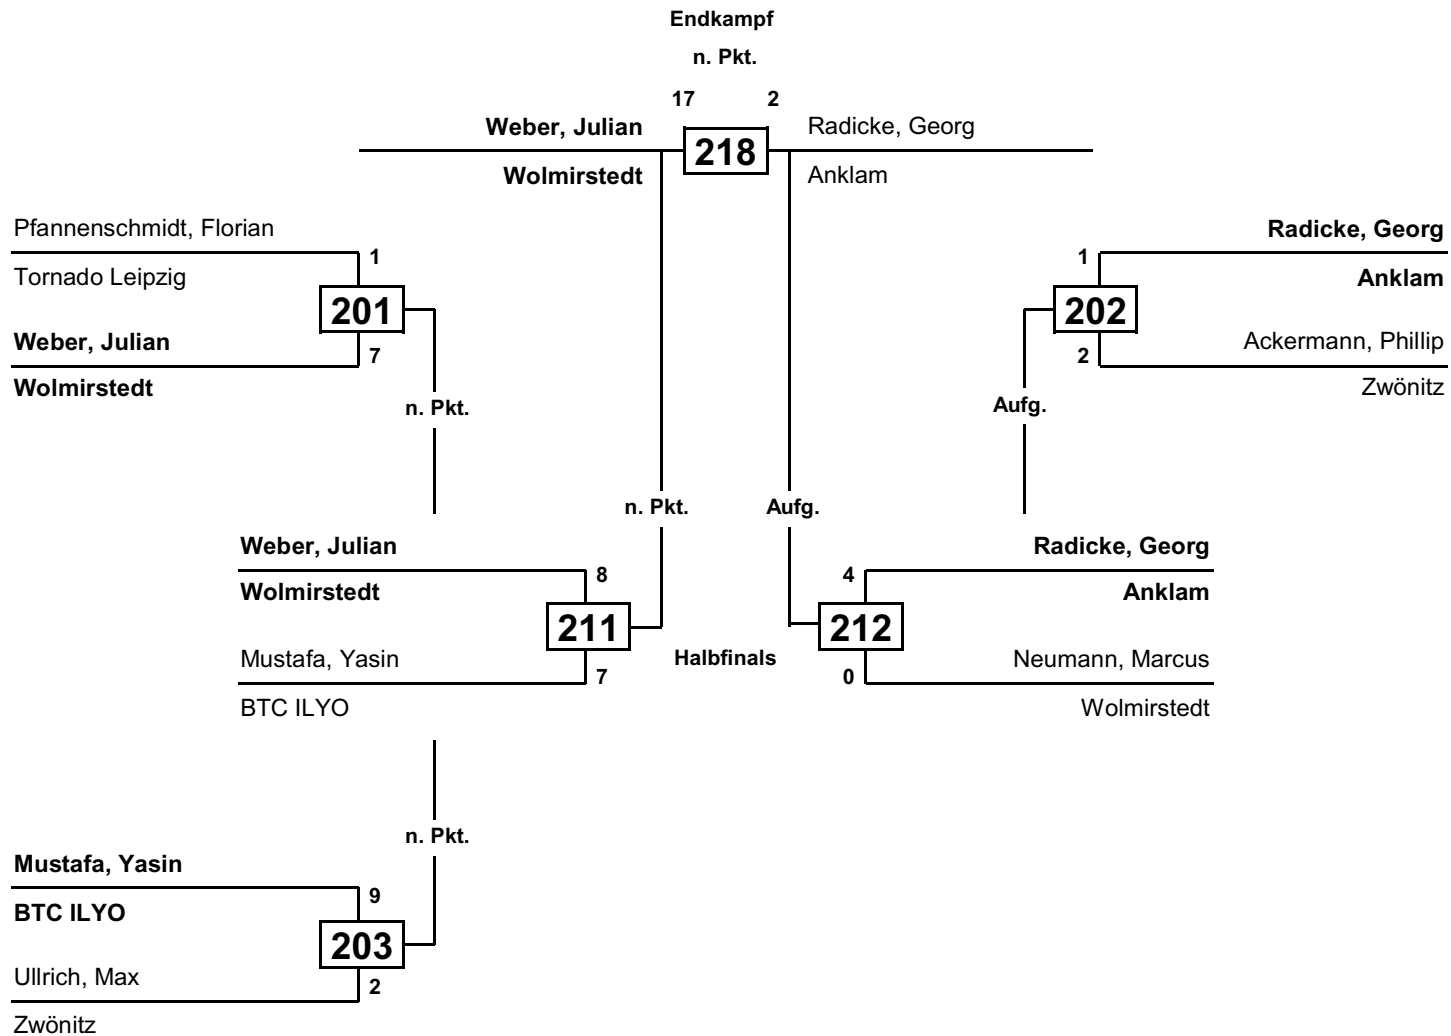 Endkampf
n. Pkt.
17 2
Weber, Julian 218 Radicke, Georg
Wolmirstedt Anklam
Pfannenschmidt, Florian
1
Tornado Leipzig
201
Weber, Julian
7
Wolmirstedt
n. Pkt.
Radicke, Georg
1
Anklam
202
Ackermann, Phillip
2
Zwönitz
Aufg.
n. Pkt. Aufg.
Weber, Julian
8
Wolmirstedt
211
Mustafa, Yasin
7
BTC ILYO
Halbfinals
Radicke, Georg
4
Anklam
212
Neumann, Marcus
0
Wolmirstedt
n. Pkt.
Mustafa, Yasin
9
BTC ILYO
203
Ullrich, Max
2
Zwönitz